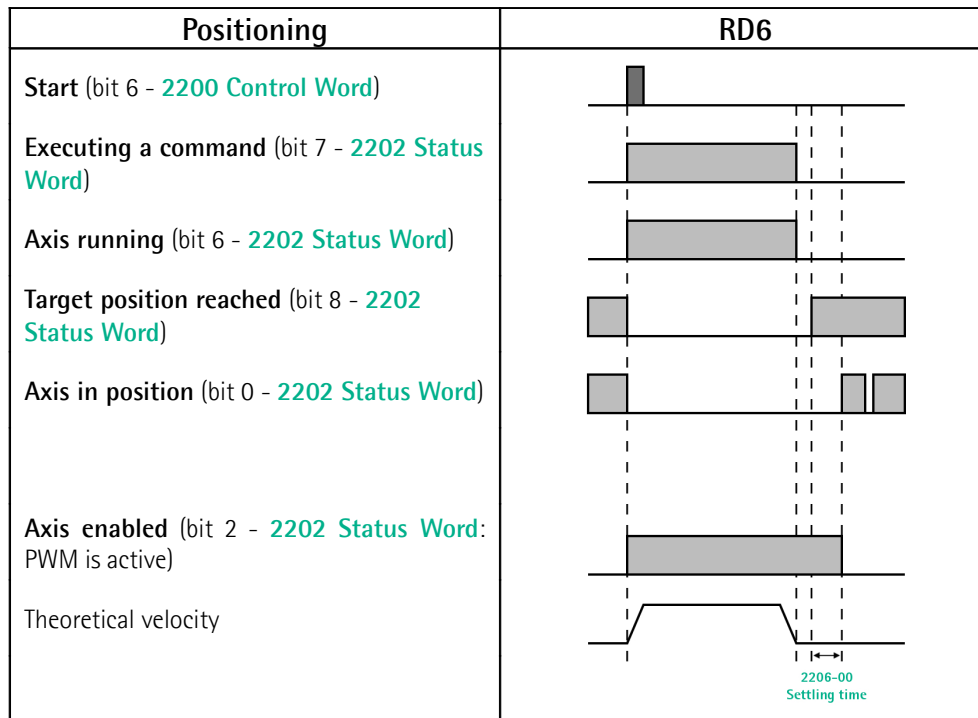 Positioning
RD6
Start (bit 6 - 2200 Control Word)
Executing a command (bit 7 - 2202 Status
Word)
Axis running (bit 6 - 2202 Status Word)
Target position reached (bit 8 - 2202
Status Word)
Axis in position (bit 0 - 2202 Status Word)
Axis enabled (bit 2 - 2202 Status Word:
PWM is active)
Theoretical velocity
2206-00
Settling time